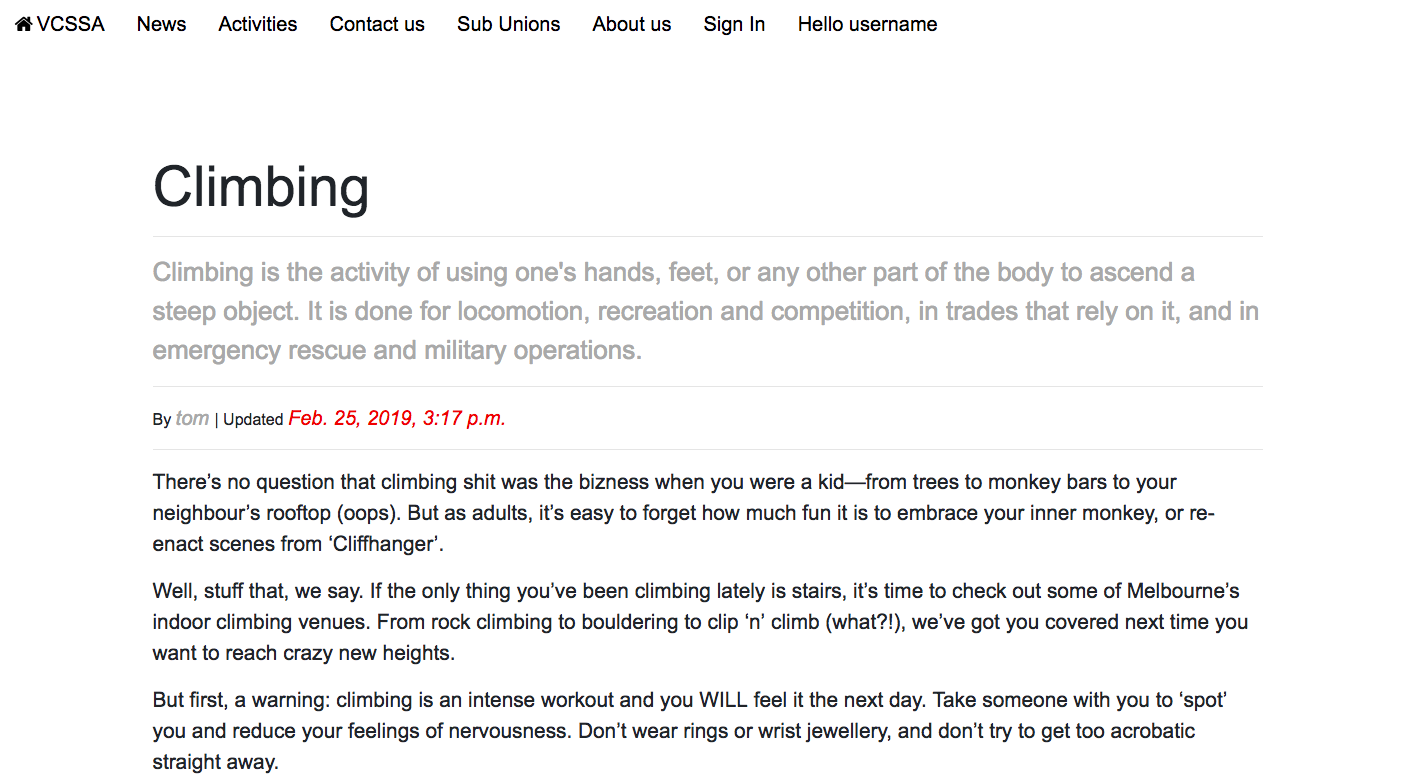 VCSSA News Activities Contact us Sub Unions About us Sign In Hello username
Climbing
Climbing is the activity of using one's hands, feet, or any other part of the body to ascend a
steep object. It is done for locomotion, recreation and competition, in trades that rely on it, and in
emergency rescue and military operations.
By tom | Updated Feb. 25, 2019, 3:17 p.m.
There’s no question that climbing shit was the bizness when you were a kid—from trees to monkey bars to your
neighbour’s rooftop (oops). But as adults, it’s easy to forget how much fun it is to embrace your inner monkey, or re-
enact scenes from ‘Cliffhanger’.
Well, stuff that, we say. If the only thing you’ve been climbing lately is stairs, it’s time to check out some of Melbourne’s
indoor climbing venues. From rock climbing to bouldering to clip ‘n’ climb (what?!), we’ve got you covered next time you
want to reach crazy new heights.
But first, a warning: climbing is an intense workout and you WILL feel it the next day. Take someone with you to ‘spot’
you and reduce your feelings of nervousness. Don’t wear rings or wrist jewellery, and don’t try to get too acrobatic
straight away.